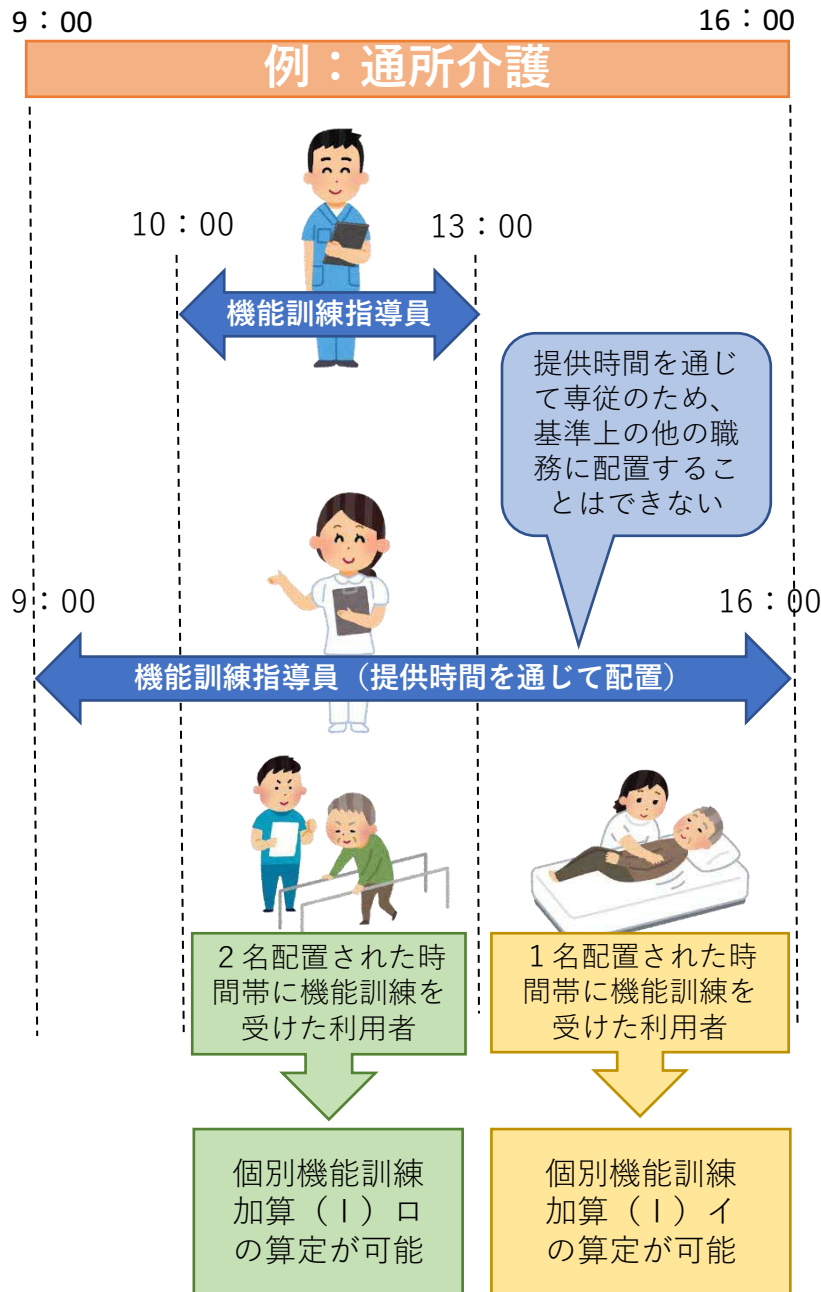 9：00
16：00
例：通所介護
10：00
13：00
機能訓練指導員
提供時間を通じ
て専従のため、
基準上の他の職
務に配置するこ
とはできない
9：00
16：00
機能訓練指導員（提供時間を通じて配置）
２名配置された時
間帯に機能訓練を
受けた利用者
１名配置された時
間帯に機能訓練を
受けた利用者
個別機能訓練
加算（Ⅰ）ロ
の算定が可能
個別機能訓練
加算（Ⅰ）イ
の算定が可能